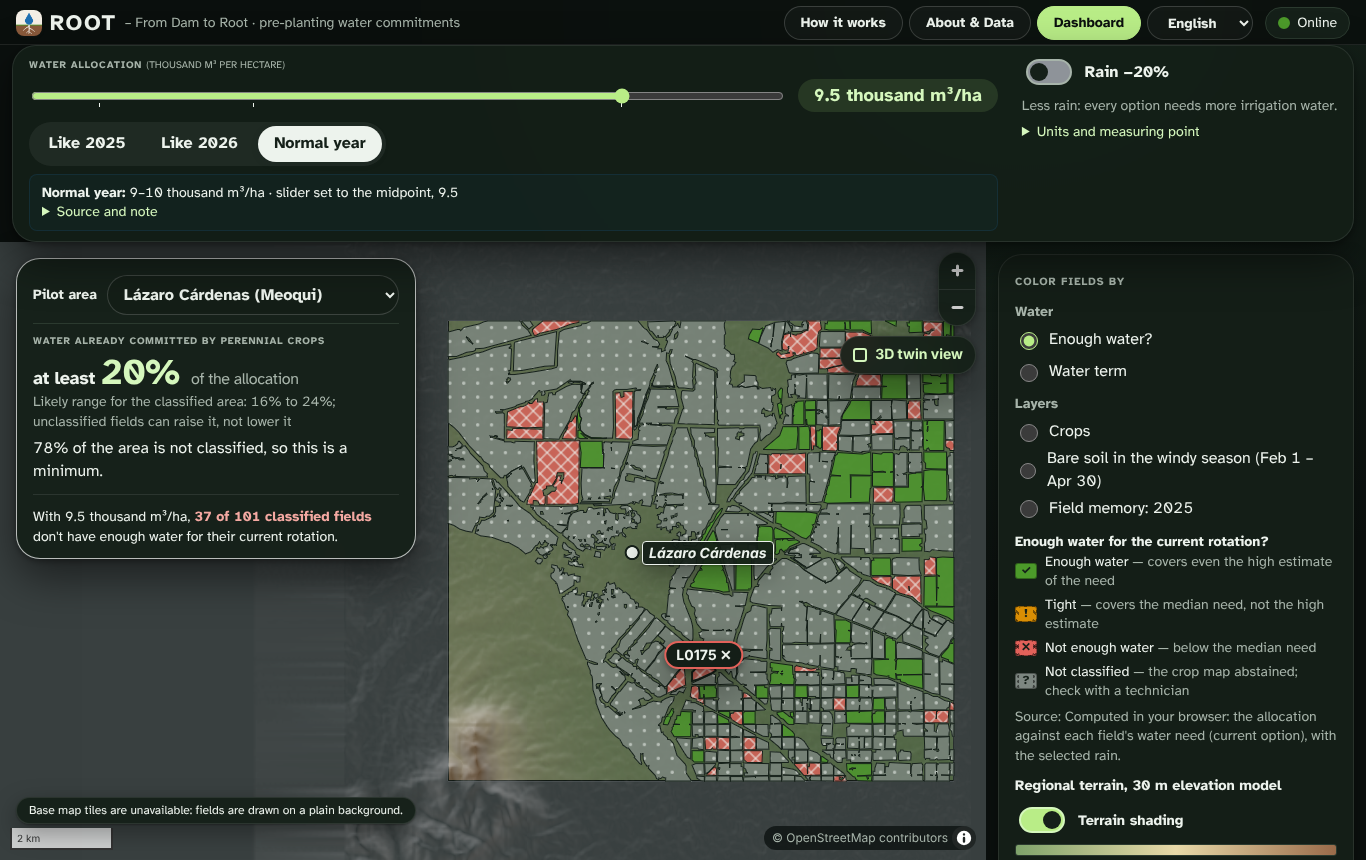 ROOT – From Dam to Root · pre-planting water commitments
How it works
About & Data
Dashboard
English
Online
WATER ALLOCATION (THOUSAND M³ PER HECTARE)
9.5 thousand m³/ha
Like 2025
Like 2026
Normal year
Normal year: 9–10 thousand m³/ha · slider set to the midpoint, 9.5
Source and note
Rain −20%
Less rain: every option needs more irrigation water.
Units and measuring point
Pilot area
Lázaro Cárdenas (Meoqui)
WATER ALREADY COMMITTED BY PERENNIAL CROPS
at least 20% of the allocation
Likely range for the classified area: 16% to 24%;
unclassified fields can raise it, not lower it
78% of the area is not classified, so this is a
minimum.
With 9.5 thousand m³/ha, 37 of 101 classified fields
don't have enough water for their current rotation.
+
−
3D twin view
Lázaro Cárdenas
L0175 ✕
Base map tiles are unavailable; fields are drawn on a plain background.
2 km
© OpenStreetMap contributors
COLOR FIELDS BY
Water
Enough water?
Water term
Layers
Crops
Bare soil in the windy season (Feb 1 –
Apr 30)
Field memory: 2025
Enough water for the current rotation?
Enough water — covers even the high estimate
of the need
Tight — covers the median need, not the high
estimate
Not enough water — below the median need
Not classified — the crop map abstained;
check with a technician
Source: Computed in your browser: the allocation
against each field's water need (current option), with
the selected rain.
Regional terrain, 30 m elevation model
Terrain shading